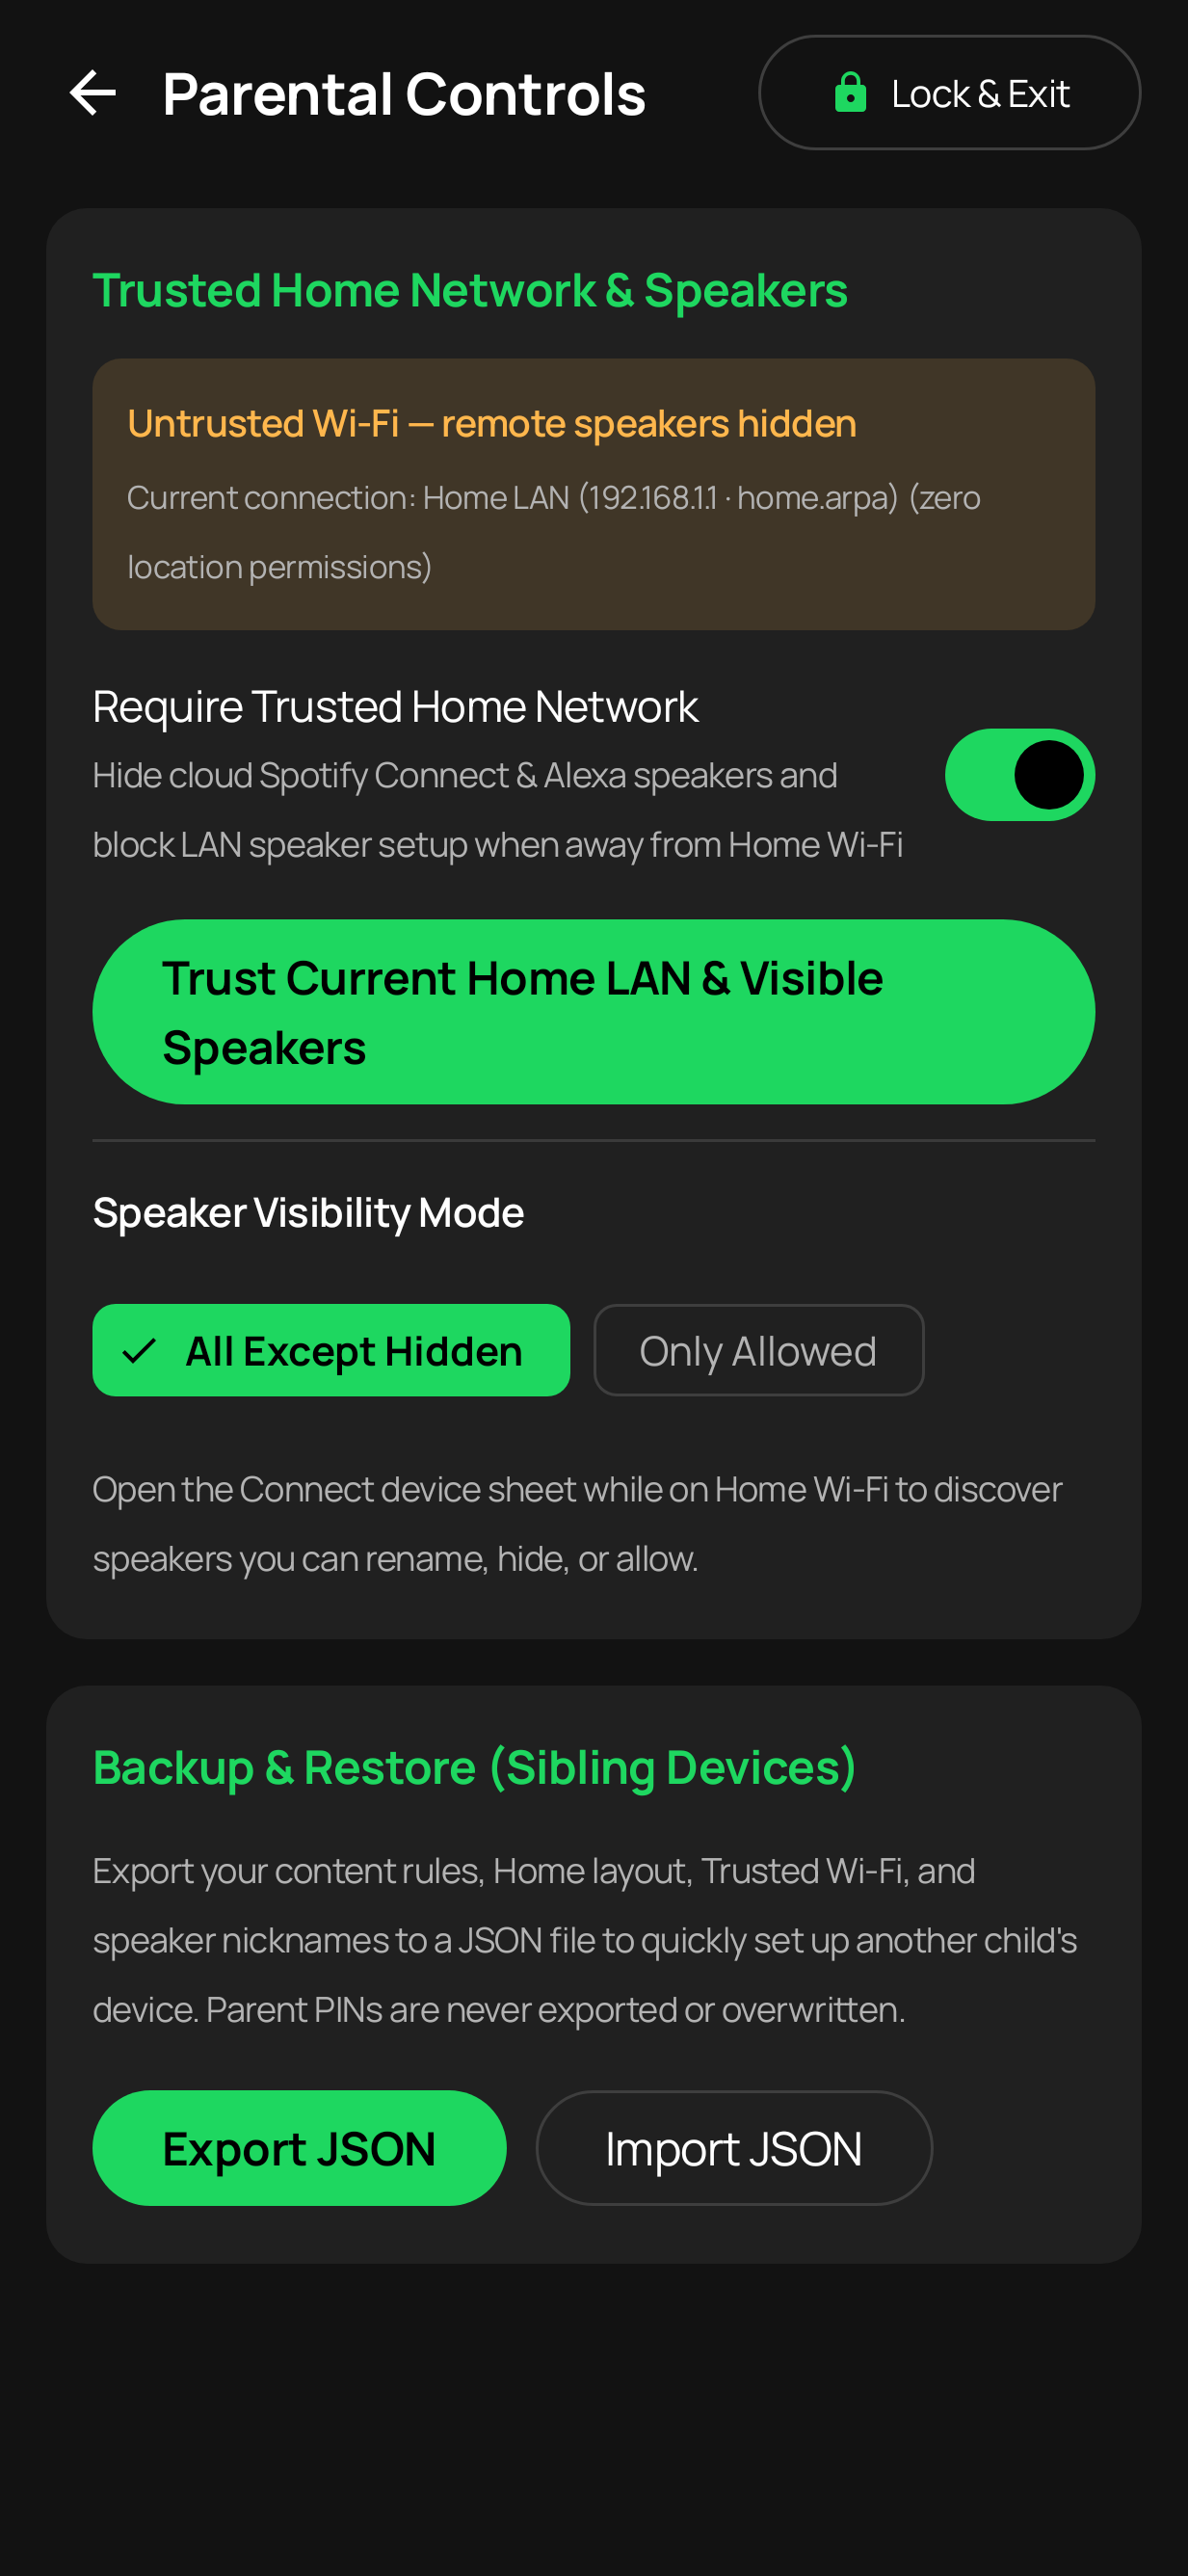 Parental Controls
Lock & Exit
Trusted Home Network & Speakers
Untrusted Wi-Fi — remote speakers hidden
Current connection: Home LAN (192.168.1.1 · home.arpa) (zero
location permissions)
Require Trusted Home Network
Hide cloud Spotify Connect & Alexa speakers and
block LAN speaker setup when away from Home Wi-Fi
Trust Current Home LAN & Visible
Speakers
Speaker Visibility Mode
All Except Hidden
Only Allowed
Open the Connect device sheet while on Home Wi-Fi to discover
speakers you can rename, hide, or allow.
Backup & Restore (Sibling Devices)
Export your content rules, Home layout, Trusted Wi-Fi, and
speaker nicknames to a JSON file to quickly set up another child's
device. Parent PINs are never exported or overwritten.
Export JSON
Import JSON